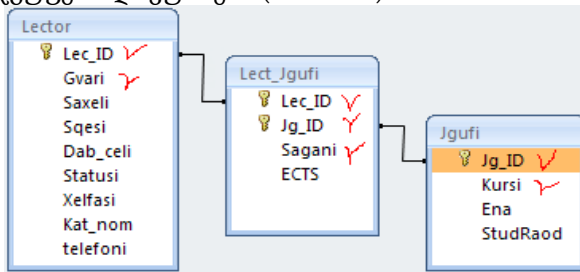 Lector
Lec_ID
Gvari
Saxeli
Sqesi
Dab_celi
Statusi
Xelfasi
Kat_nom
telefoni
Lect_Jgufi
Lec_ID
Jg_ID
Sagani
ECTS
Jgufi
Jg_ID
Kursi
Ena
StudRaod